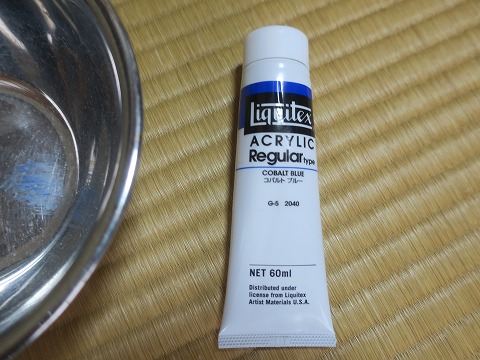 Liquitex
ACRYLIC
Regular type
COBALT BLUE
コバルト ブルー
G-5 2040
NET 60ml
Distributed under
license from Liquitex
Artist Materials U.S.A.